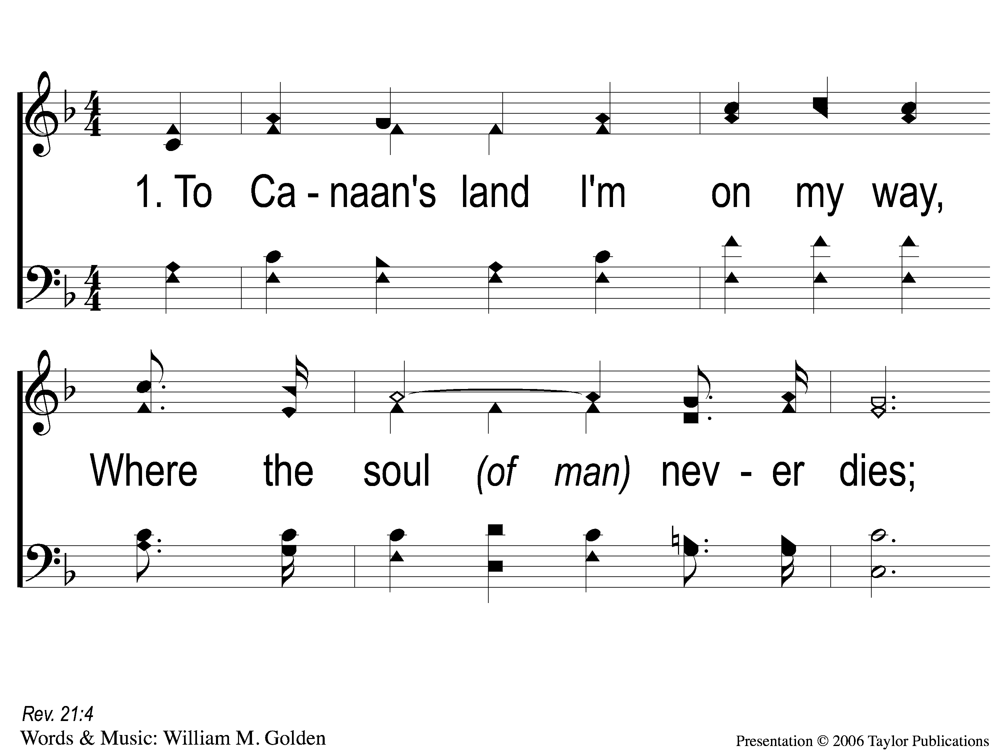 1. To Ca - naan's land I'm on my way,
Where the soul (of man) nev - er dies;
Rev. 21:4
Words & Music: William M. Golden
Presentation © 2006 Taylor Publications